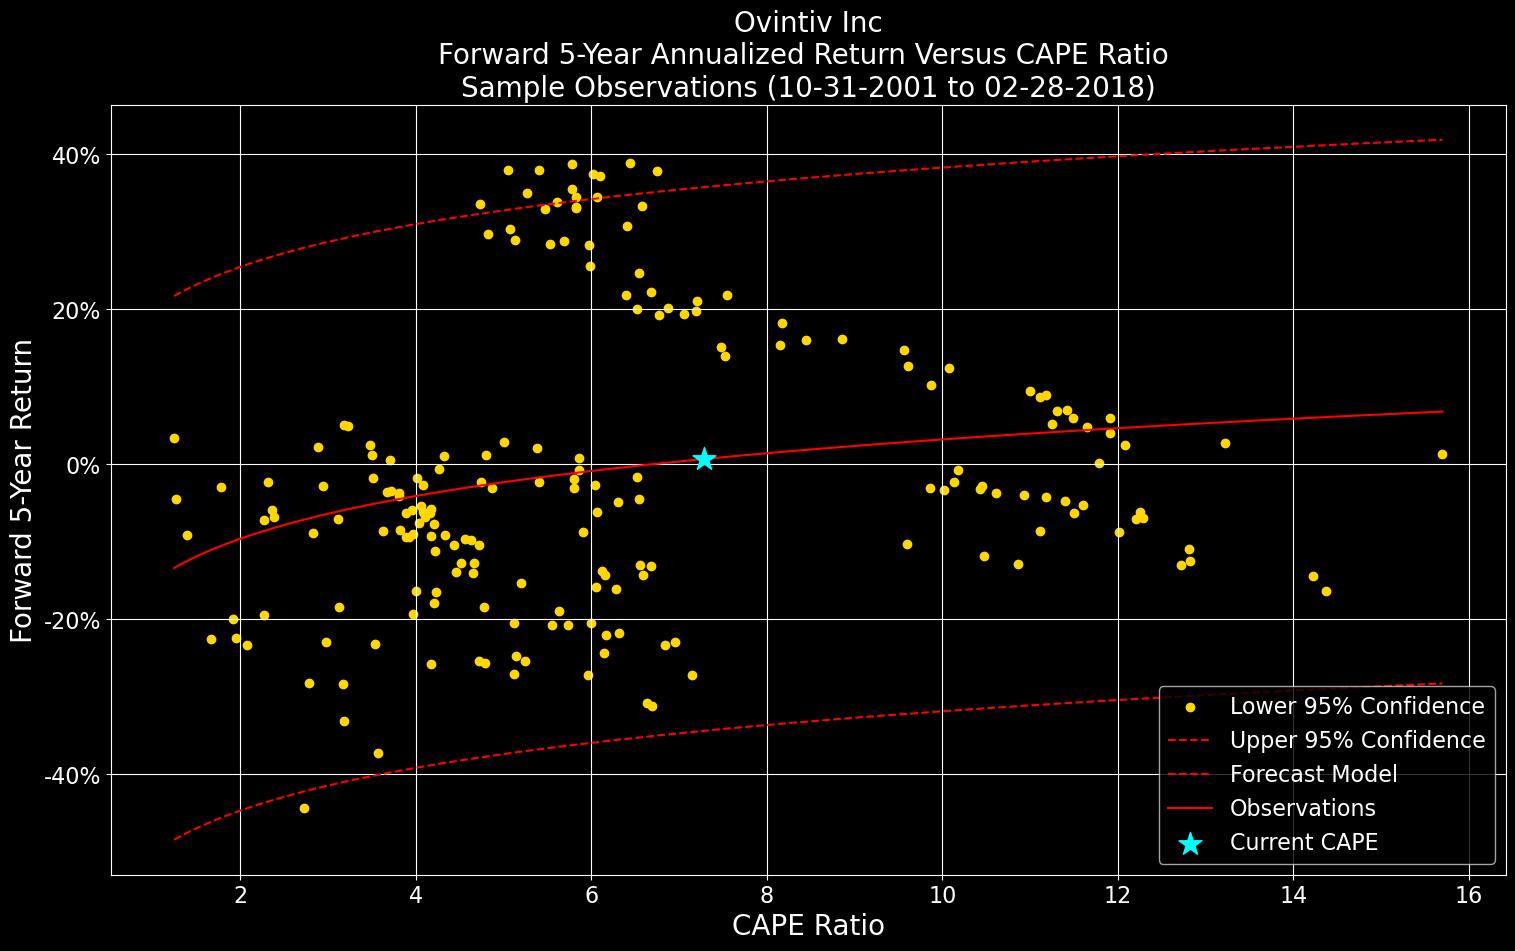 Ovintiv Inc
Forward 5-Year Annualized Return Versus CAPE Ratio
Sample Observations (10-31-2001 to 02-28-2018)
Forward 5-Year Return
40%
20%
0%
-20%
-40%
Lower 95% Confidence
Upper 95% Confidence
Forecast Model
Observations
Current CAPE
2 4 6 8 10 12 14 16
CAPE Ratio